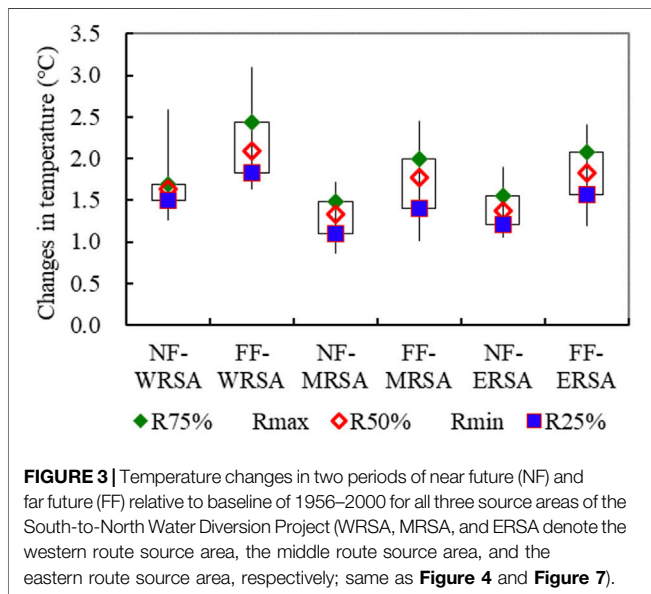 3.5
3.0
2.5
2.0
1.5
1.0
0.5
0.0
Changes in temperature (°C)
NF-
WRSA
FF-
WRSA
NF-
MRSA
FF-
MRSA
NF-
ERSA
FF-
ERSA
R75% Rmax R50% Rmin R25%
FIGURE 3 | Temperature changes in two periods of near future (NF) and
far future (FF) relative to baseline of 1956–2000 for all three source areas of the
South-to-North Water Diversion Project (WRSA, MRSA, and ERSA denote the
western route source area, the middle route source area, and the
eastern route source area, respectively; same as Figure 4 and Figure 7).